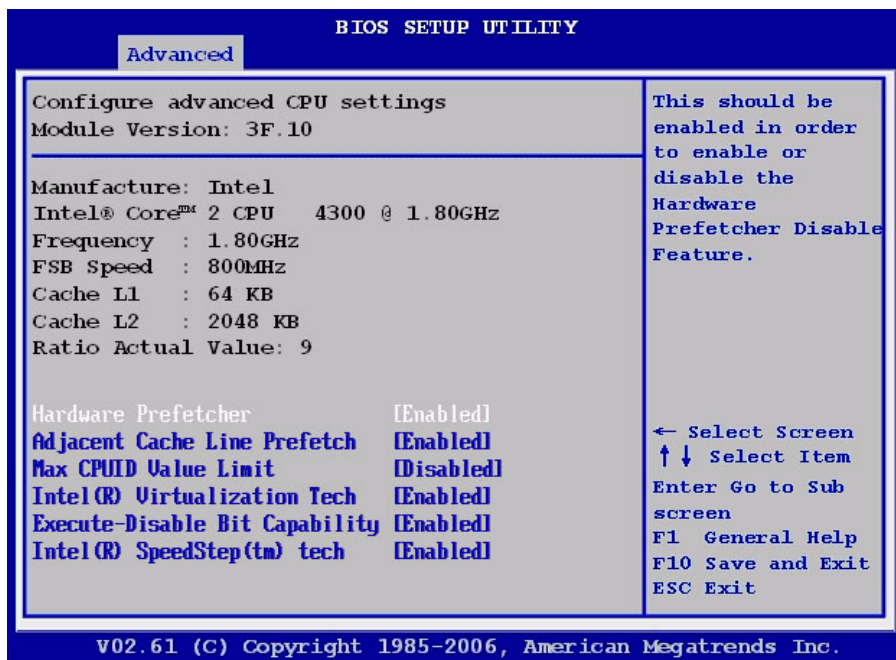 BIOS SETUP UTILITY
Advanced
Configure advanced CPU settings
Module Version: 3F.10
Manufacture: Intel
Intel® Core™ 2 CPU 4300 @ 1.80GHz
Frequency : 1.80GHz
FSB Speed : 800MHz
Cache L1 : 64 KB
Cache L2 : 2048 KB
Ratio Actual Value: 9
Hardware Prefetcher [Enabled]
Adjacent Cache Line Prefetch [Enabled]
Max CPUID Value Limit [Disabled]
Intel(R) Virtualization Tech [Enabled]
Execute-Disable Bit Capability [Enabled]
Intel(R) SpeedStep(tm) tech [Enabled]
This should be
enabled in order
to enable or
disable the
Hardware
Prefetcher Disable
Feature.
← Select Screen
↑↓ Select Item
Enter Go to Sub
screen
F1 General Help
F10 Save and Exit
ESC Exit
V02.61 (C) Copyright 1985-2006, American Megatrends Inc.